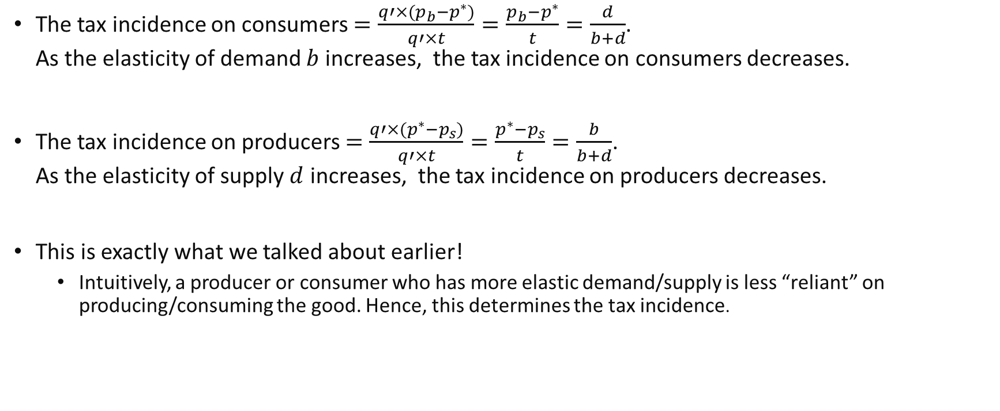 • The tax incidence on consumers = \frac{q′×(p_b−p^*)}{q′×t} = \frac{p_b−p^*}{t} = \frac{d}{b+d}.
As the elasticity of demand b increases, the tax incidence on consumers decreases.
• The tax incidence on producers = \frac{q′×(p^*−p_s)}{q′×t} = \frac{p^*−p_s}{t} = \frac{b}{b+d}.
As the elasticity of supply d increases, the tax incidence on producers decreases.
• This is exactly what we talked about earlier!
• Intuitively, a producer or consumer who has more elastic demand/supply is less “reliant” on
producing/consuming the good. Hence, this determines the tax incidence.